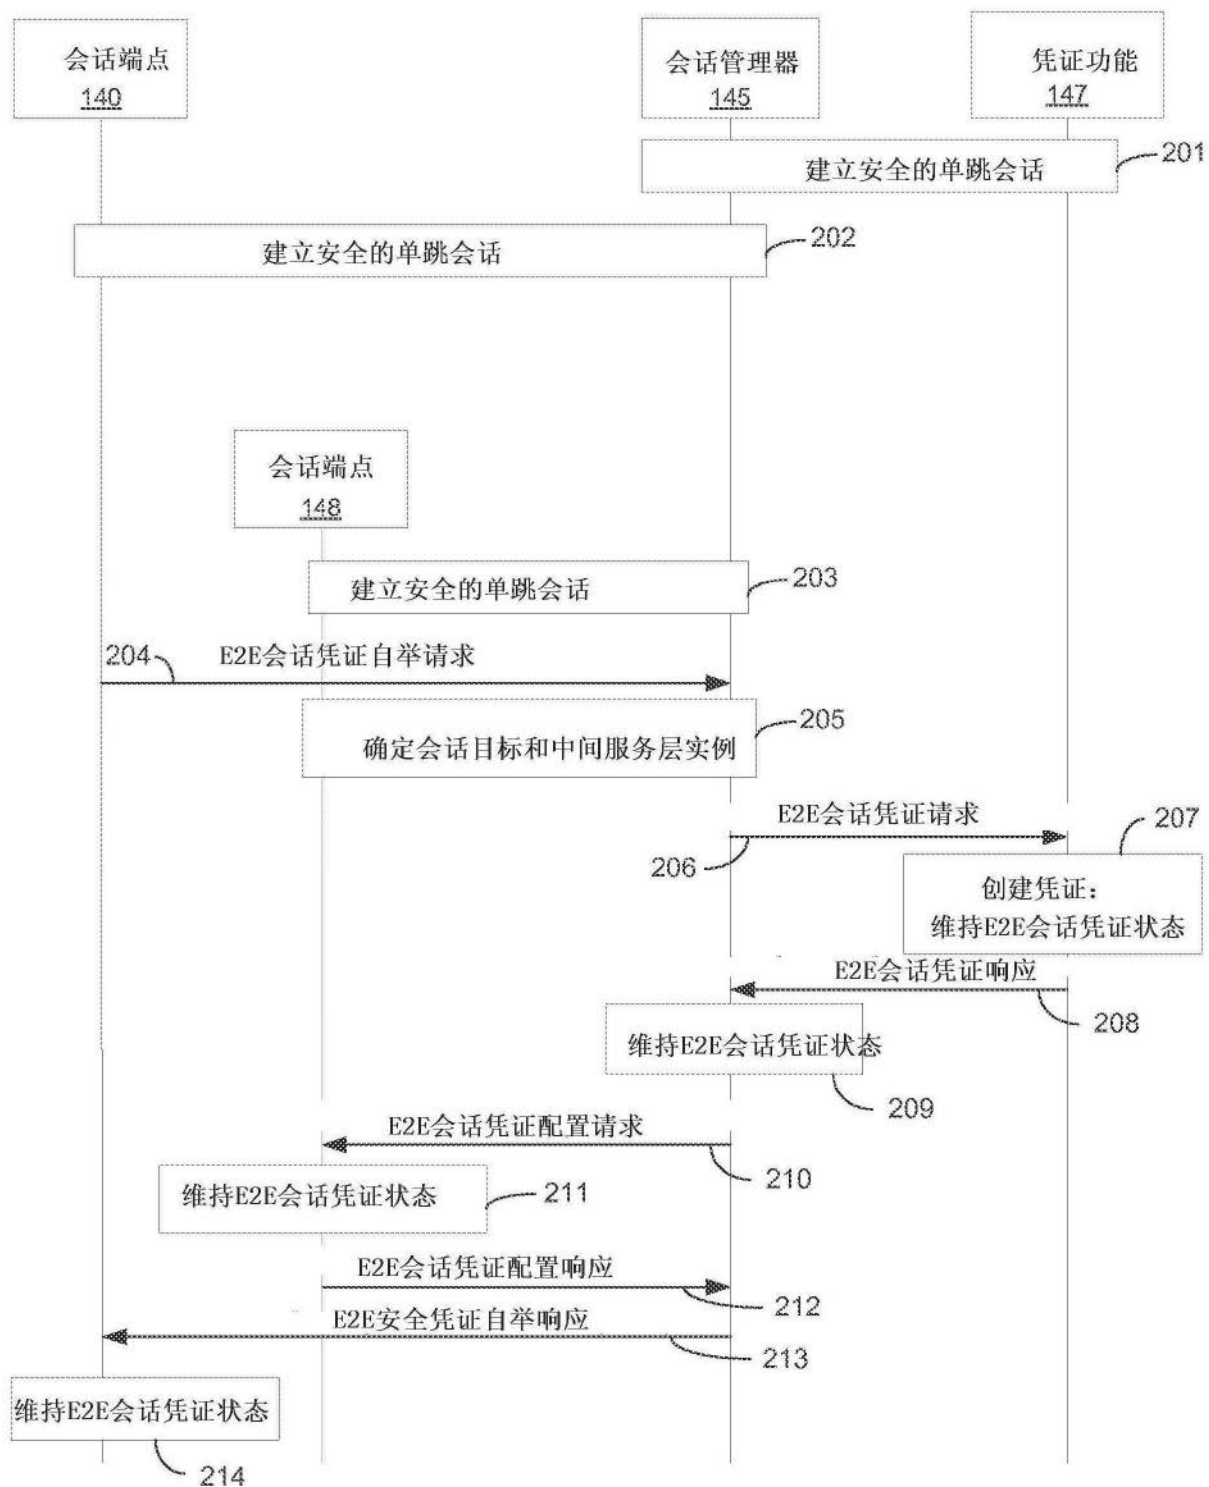 会话端点
140
会话管理器
145
凭证功能
147
建立安全的单跳会话
201
建立安全的单跳会话
202
会话端点
148
建立安全的单跳会话
203
204
E2E会话凭证自举请求
205
确定会话目标和中间服务层实例
E2E会话凭证请求
206
207
创建凭证:
维持E2E会话凭证状态
E2E会话凭证响应
208
维持E2E会话凭证状态
209
E2E会话凭证配置请求
210
维持E2E会话凭证状态
211
E2E会话凭证配置响应
212
E2E安全凭证自举响应
213
维持E2E会话凭证状态
214